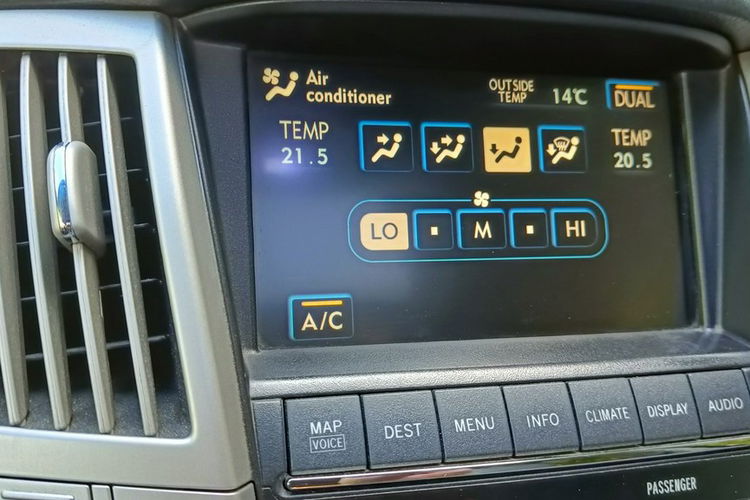 Air
conditioner
OUTSIDE
TEMP
14°C
DUAL
TEMP
21.5
TEMP
20.5
LO
M
HI
A/C
MAP
VOICE
DEST
MENU
INFO
CLIMATE
DISPLAY
AUDIO
PASSENGER